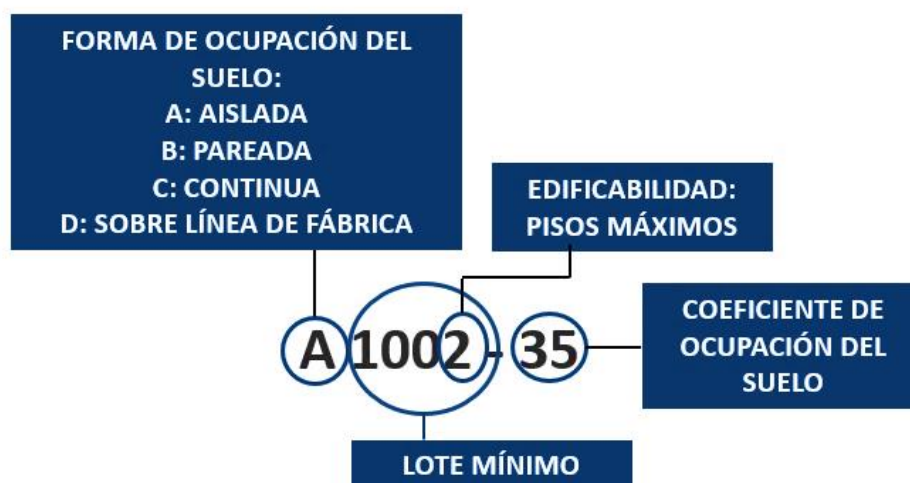 FORMA DE OCUPACIÓN DEL
SUELO:
A: AISLADA
B: PAREADA
C: CONTINUA
D: SOBRE LÍNEA DE FÁBRICA
EDIFICABILIDAD:
PISOS MÁXIMOS
A 1002 - 35
COEFICIENTE DE
OCUPACIÓN DEL
SUELO
LOTE MÍNIMO